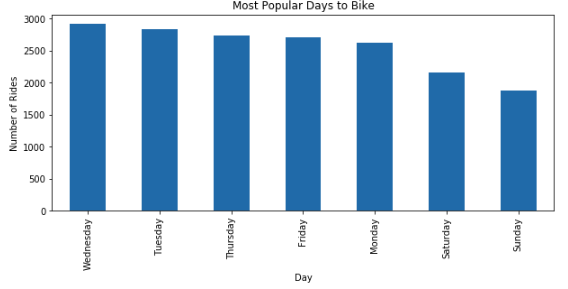 Most Popular Days to Bike
Number of Rides
3000
2500
2000
1500
1000
500
0
Wednesday
Tuesday
Thursday
Friday
Monday
Saturday
Sunday
Day